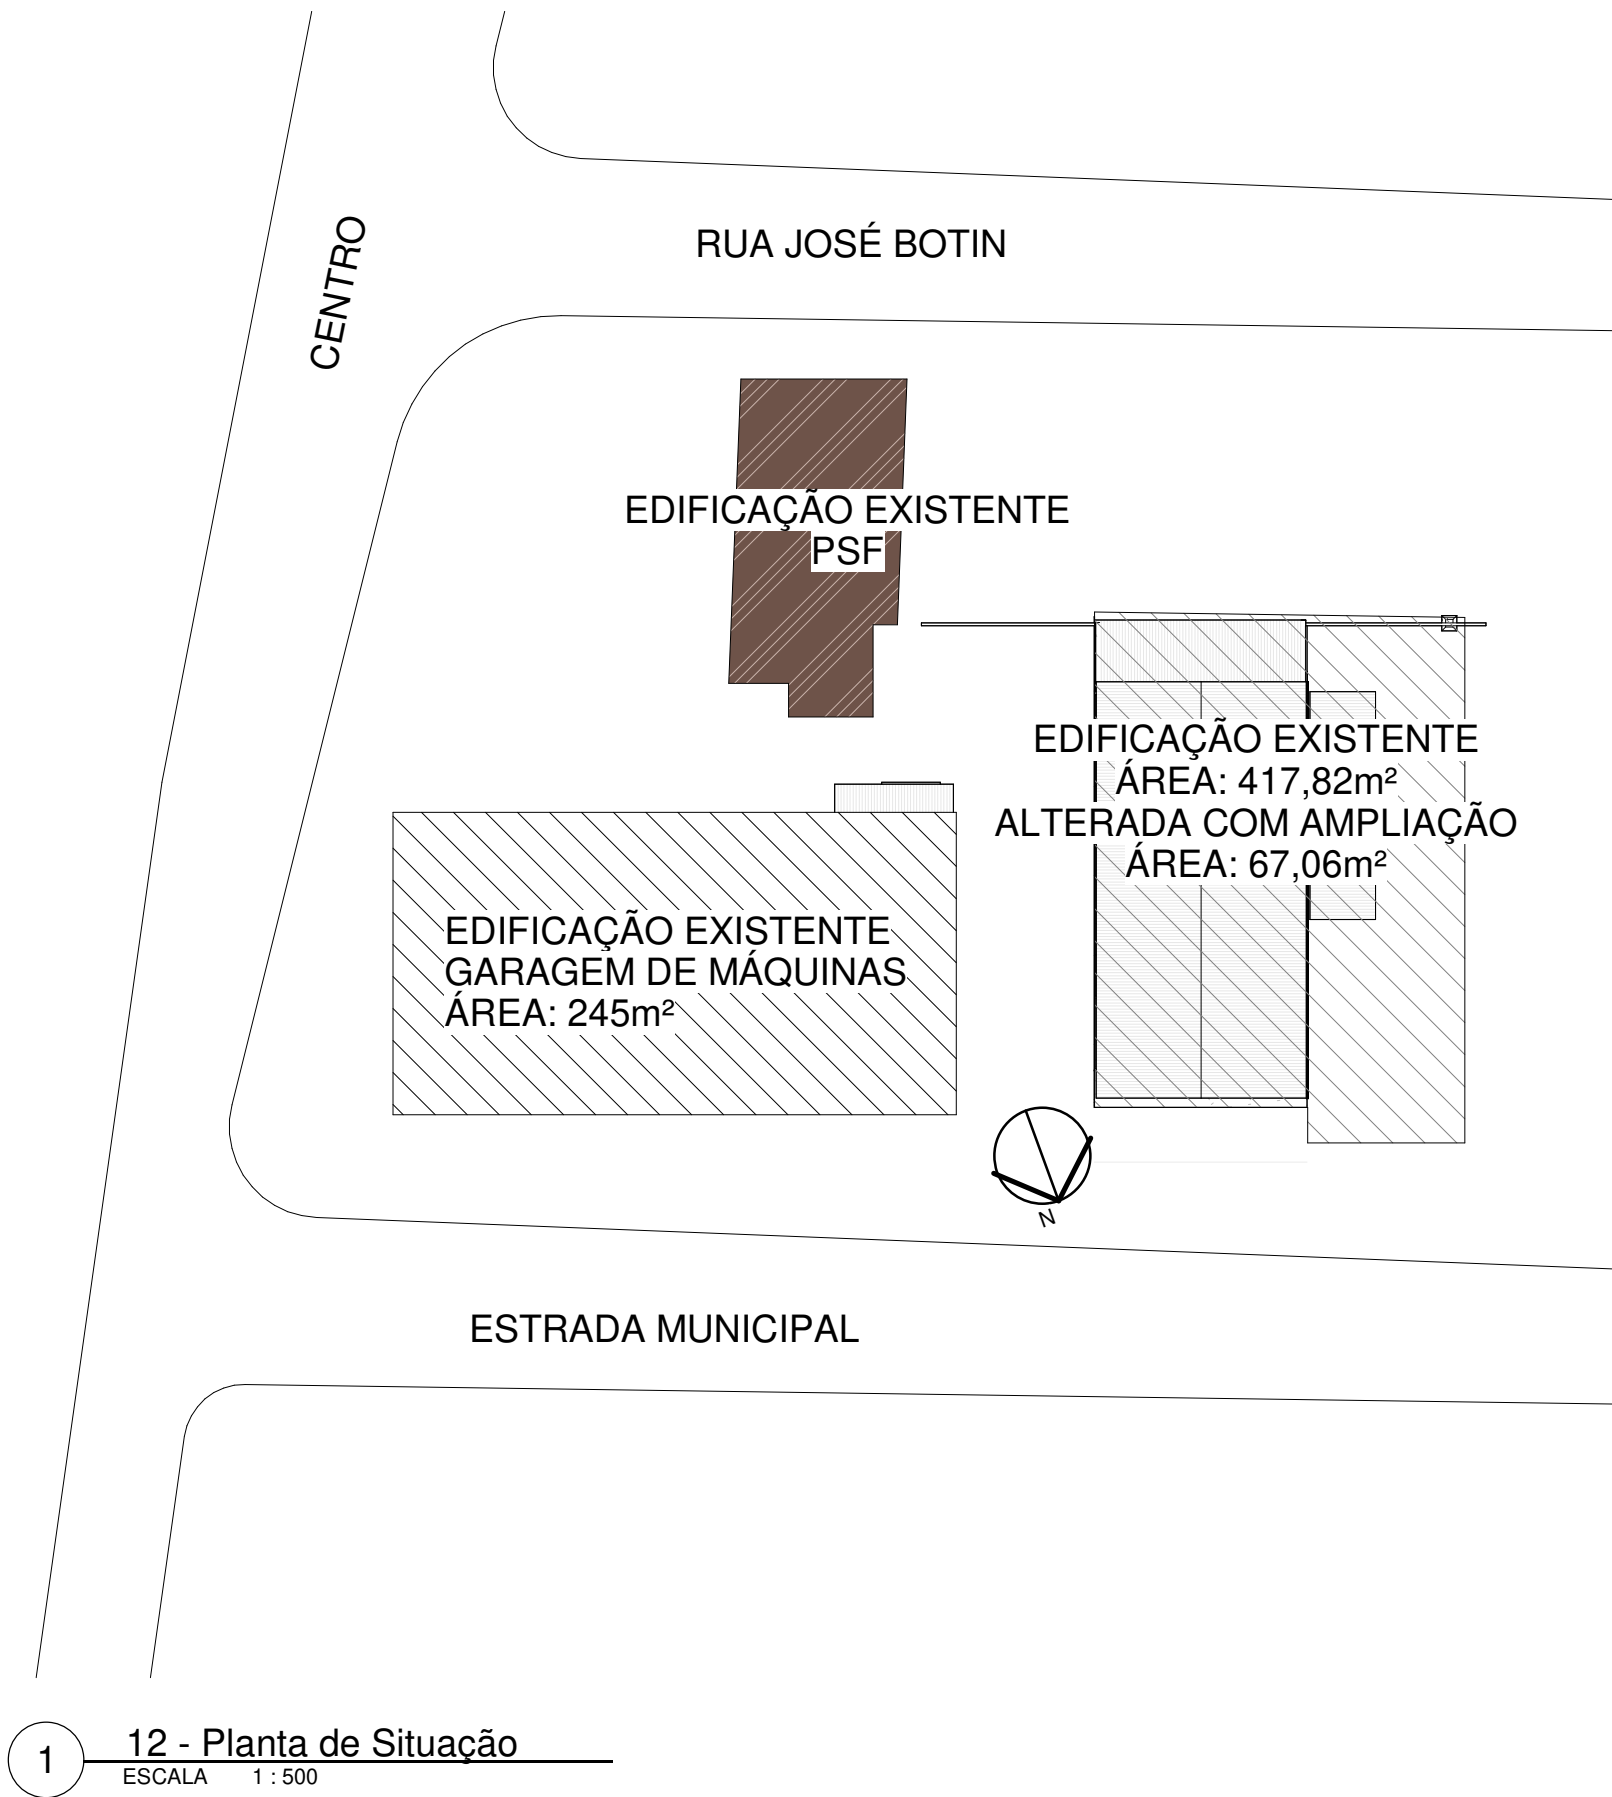 CENTRO
RUA JOSÉ BOTIN
EDIFICAÇÃO EXISTENTE
PSF
EDIFICAÇÃO EXISTENTE
ÁREA: 417,82m²
ALTERADA COM AMPLIAÇÃO
ÁREA: 67,06m²
EDIFICAÇÃO EXISTENTE
GARAGEM DE MÁQUINAS
ÁREA: 245m²
N
ESTRADA MUNICIPAL
1
12 - Planta de Situação
ESCALA 1 : 500